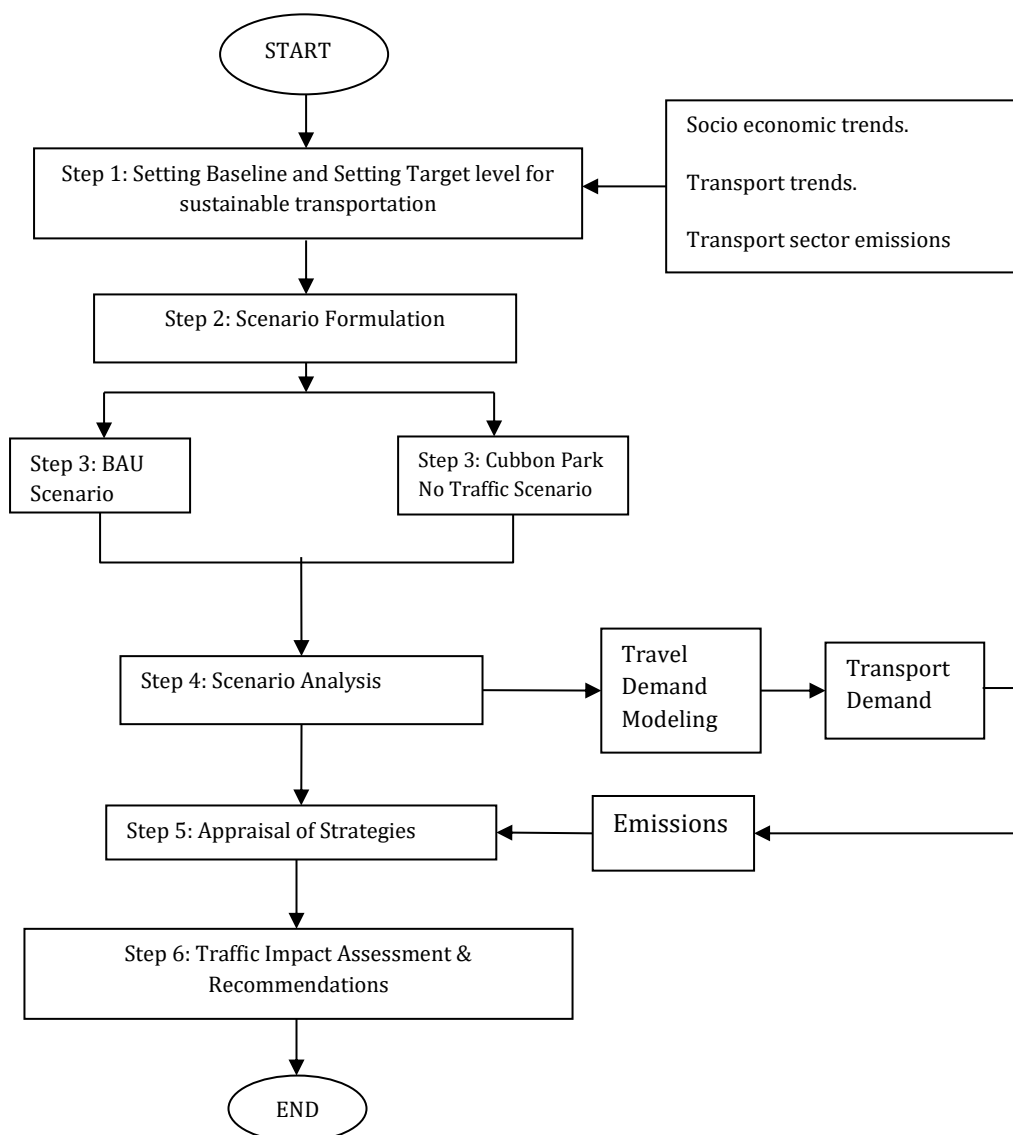 START
Step 1: Setting Baseline and Setting Target level for
sustainable transportation
Socio economic trends.
Transport trends.
Transport sector emissions
Step 2: Scenario Formulation
Step 3: BAU
Scenario
Step 3: Cubbon Park
No Traffic Scenario
Step 4: Scenario Analysis
Travel
Demand
Modeling
Transport
Demand
Step 5: Appraisal of Strategies
Emissions
Step 6: Traffic Impact Assessment &
Recommendations
END